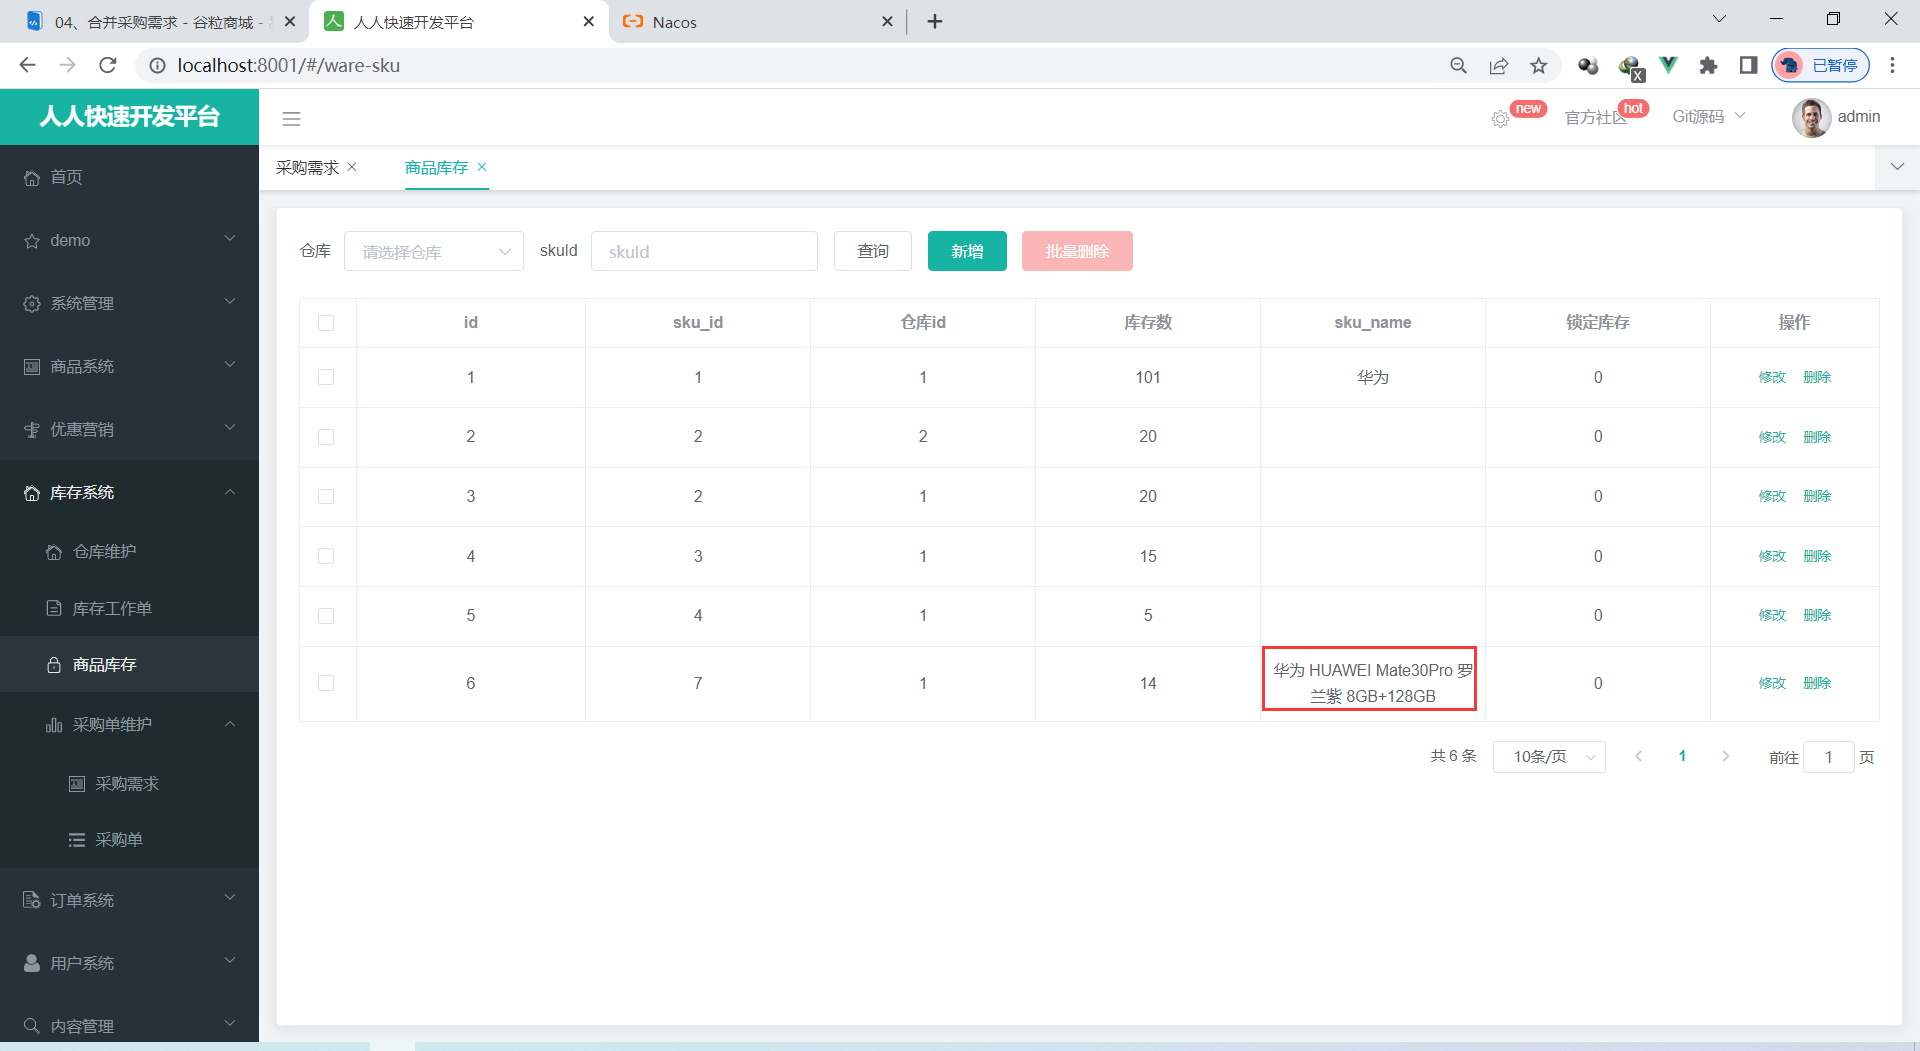 04、合并采购需求 - 谷粒商城 -
人人快速开发平台
Nacos
localhost:8001/#/ware-sku
已暂停
人人快速开发平台
new
官方社区
hot
Git源码
admin
首页
demo
系统管理
商品系统
优惠营销
库存系统
仓库维护
库存工作单
商品库存
采购单维护
采购需求
采购单
订单系统
用户系统
内容管理
采购需求
商品库存
仓库 请选择仓库 skuId skuId 查询 新增 批量删除
id sku_id 仓库id 库存数 sku_name 锁定库存 操作
1 1 1 101 华为 0 修改 删除
2 2 2 20 0 修改 删除
3 2 1 20 0 修改 删除
4 3 1 15 0 修改 删除
5 4 1 5 0 修改 删除
6 7 1 14 华为 HUAWEI Mate30Pro 罗
兰紫 8GB+128GB 0 修改 删除
共 6 条 10条/页 1 前往 1 页